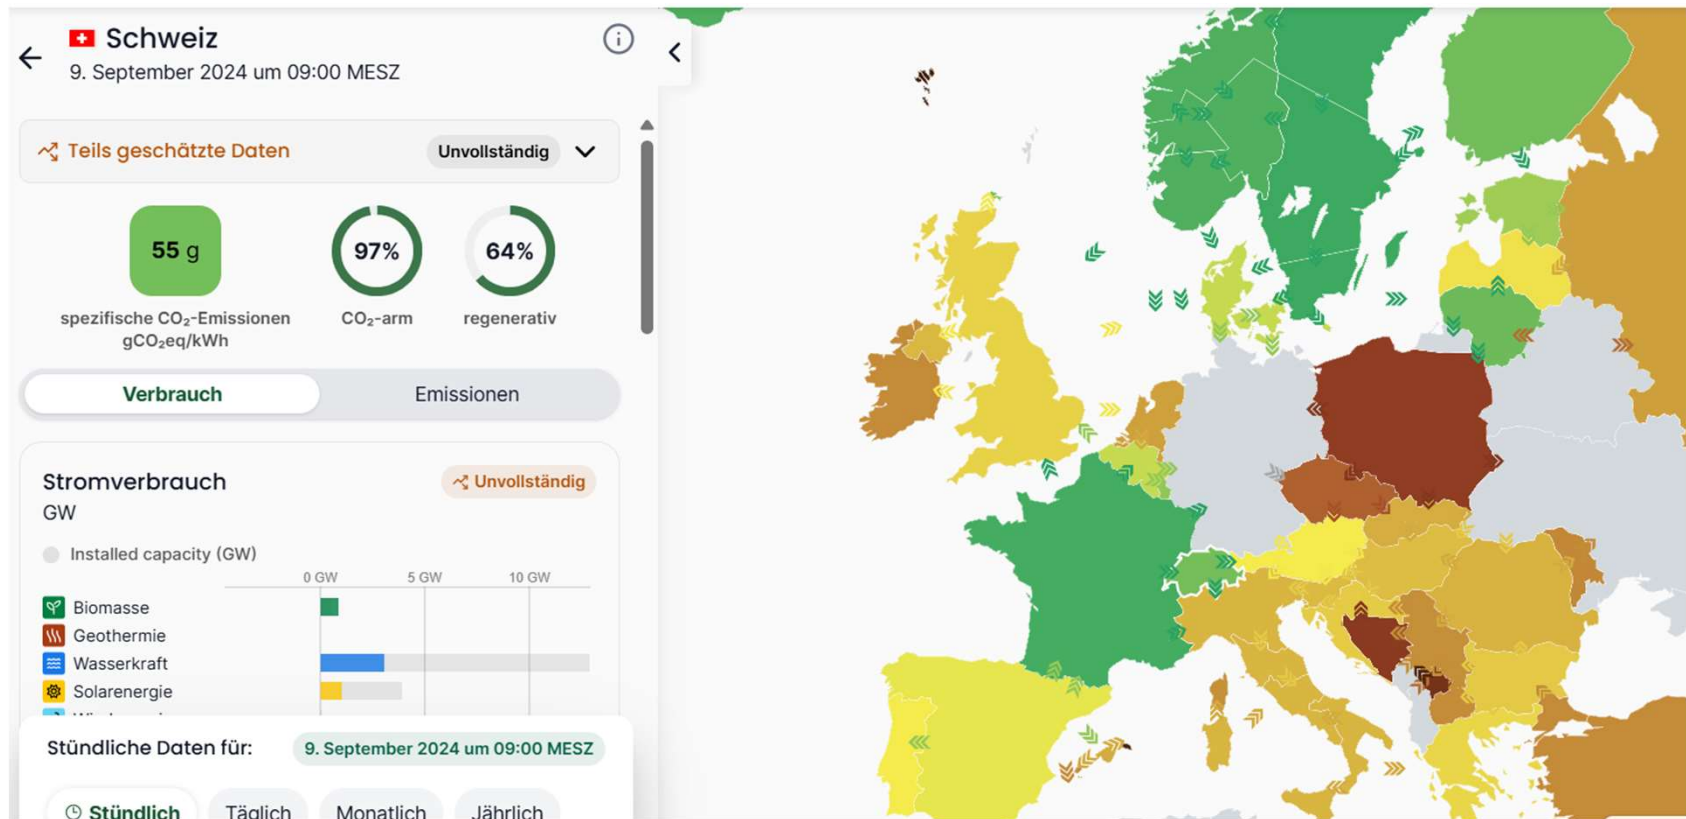 Schweiz
9. September 2024 um 09:00 MESZ
Teils geschätzte Daten
Unvollständig
55 g
97%
64%
spezifische CO₂-Emissionen
gCO₂eq/kWh
CO₂-arm
regenerativ
Verbrauch
Emissionen
Stromverbrauch
Unvollständig
GW
Installed capacity (GW)
0 GW
5 GW
10 GW
Biomasse
Geothermie
Wasserkraft
Solarenergie
Stündliche Daten für:
9. September 2024 um 09:00 MESZ
Stündlich
Täglich
Monatlich
Jährlich